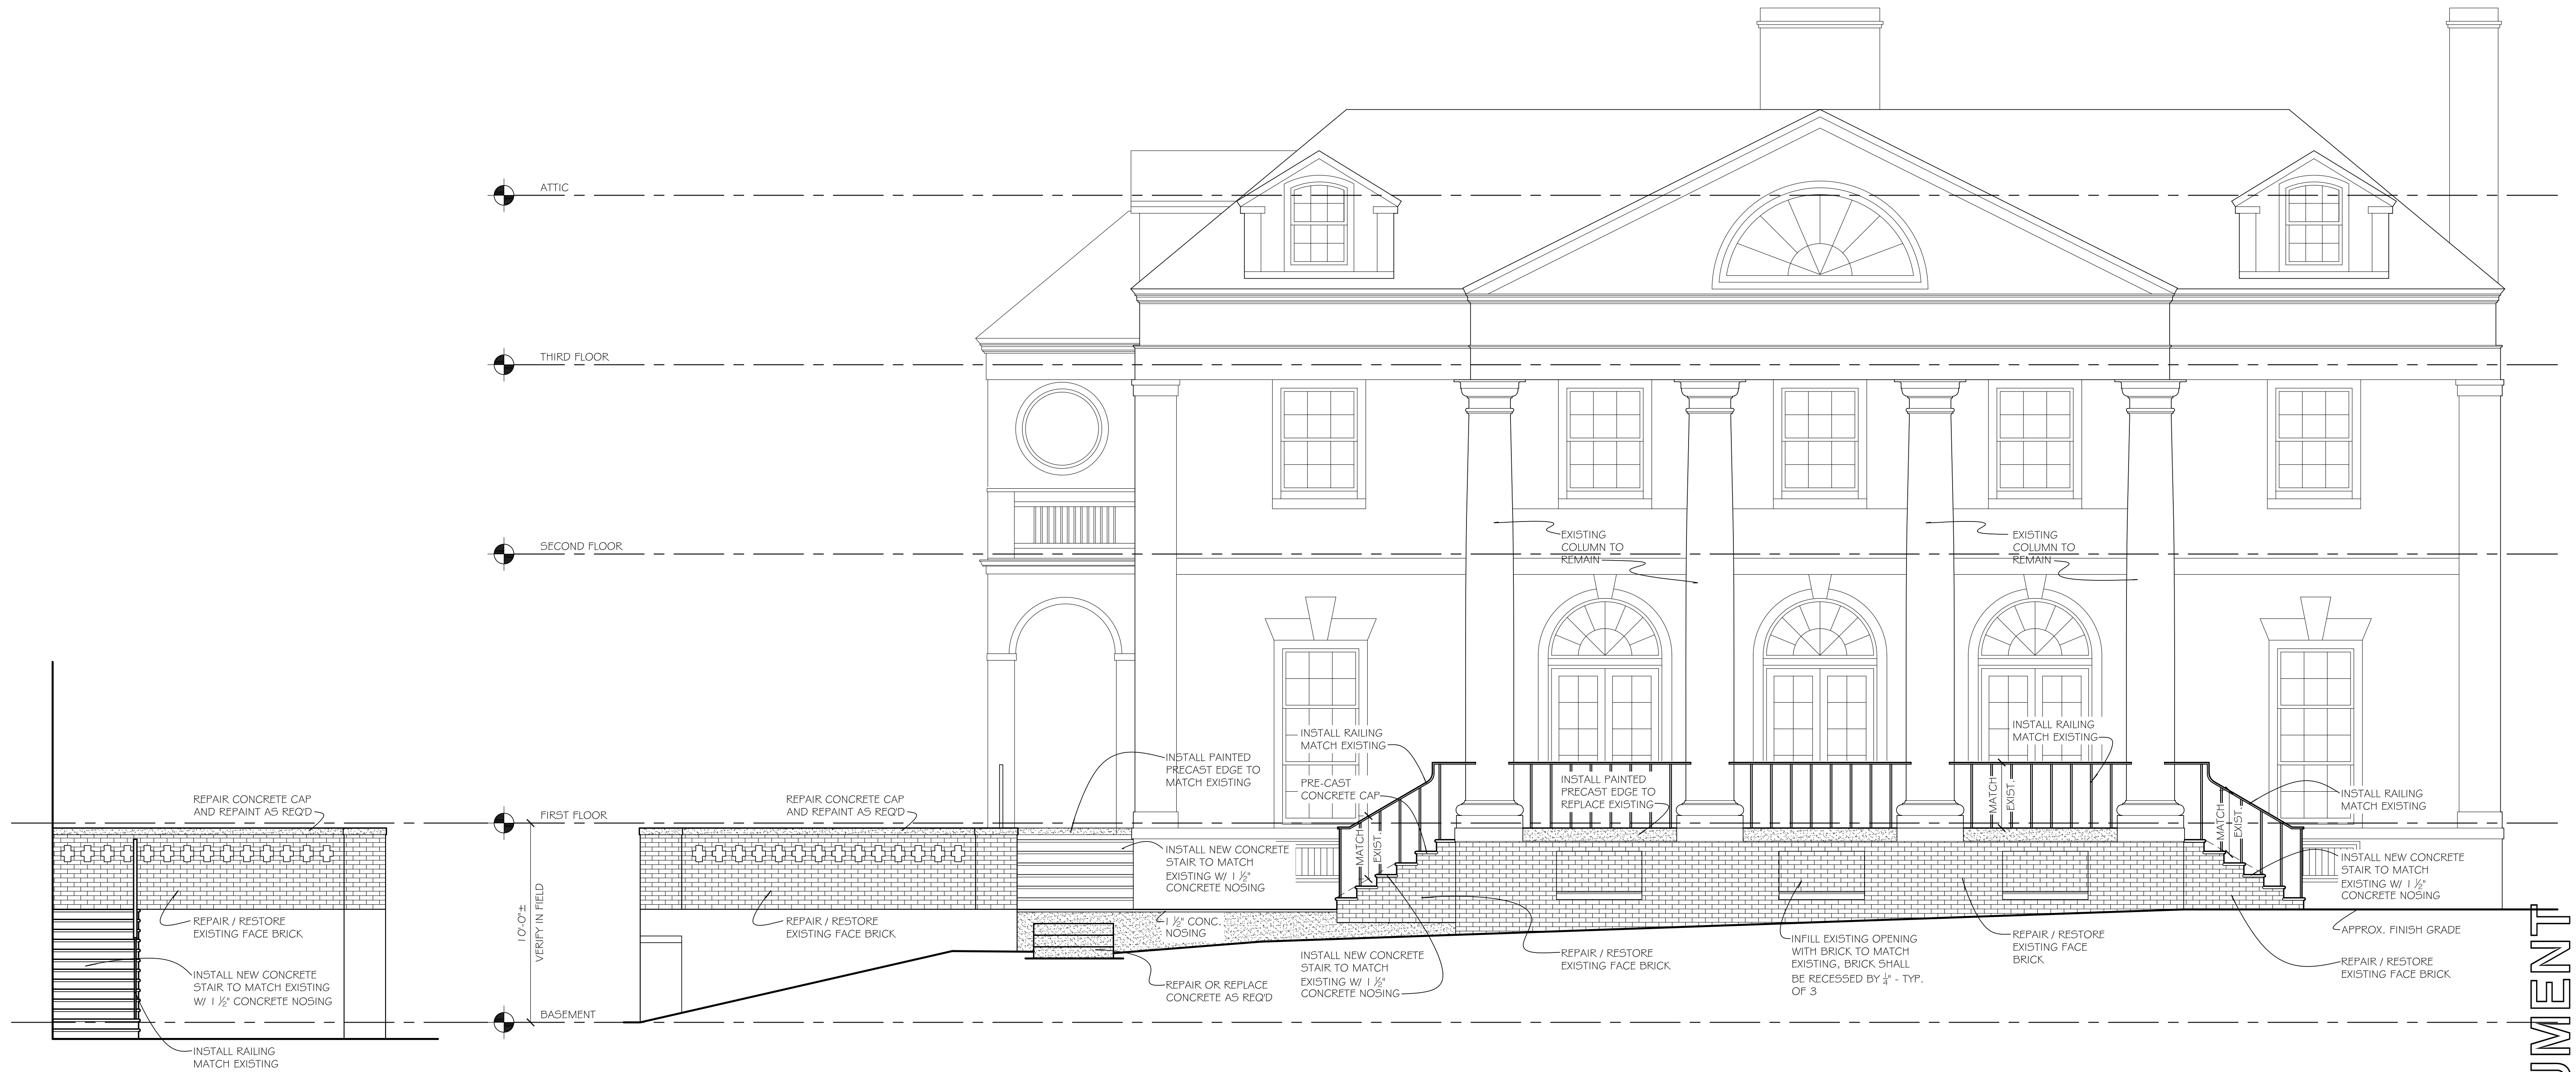 ATTIC
THIRD FLOOR
SECOND FLOOR
FIRST FLOOR
BASEMENT
10'-0"±
VERIFY IN FIELD
REPAIR CONCRETE CAP
AND REPAINT AS REQ'D
REPAIR / RESTORE
EXISTING FACE BRICK
INSTALL NEW CONCRETE
STAIR TO MATCH EXISTING
W/ 1 1/2" CONCRETE NOSING
INSTALL RAILING
MATCH EXISTING
REPAIR CONCRETE CAP
AND REPAINT AS REQ'D
REPAIR / RESTORE
EXISTING FACE BRICK
INSTALL PAINTED
PRECAST EDGE TO
MATCH EXISTING
INSTALL NEW CONCRETE
STAIR TO MATCH
EXISTING W/ 1 1/2"
CONCRETE NOSING
1 1/2" CONC.
NOSING
REPAIR OR REPLACE
CONCRETE AS REQ'D
INSTALL RAILING
MATCH EXISTING
PRE-CAST
CONCRETE CAP
MATCH
EXIST.
INSTALL NEW CONCRETE
STAIR TO MATCH
EXISTING W/ 1 1/2"
CONCRETE NOSING
EXISTING
COLUMN TO
REMAIN
INSTALL PAINTED
PRECAST EDGE TO
REPLACE EXISTING
REPAIR / RESTORE
EXISTING FACE BRICK
INFILL EXISTING OPENING
WITH BRICK TO MATCH
EXISTING, BRICK SHALL
BE RECESSED BY 1/4" - TYP.
OF 3
EXISTING
COLUMN TO
REMAIN
INSTALL RAILING
MATCH EXISTING
MATCH
EXIST.
REPAIR / RESTORE
EXISTING FACE
BRICK
MATCH
EXIST.
INSTALL RAILING
MATCH EXISTING
INSTALL NEW CONCRETE
STAIR TO MATCH
EXISTING W/ 1 1/2"
CONCRETE NOSING
APPROX. FINISH GRADE
REPAIR / RESTORE
EXISTING FACE BRICK
UMENT